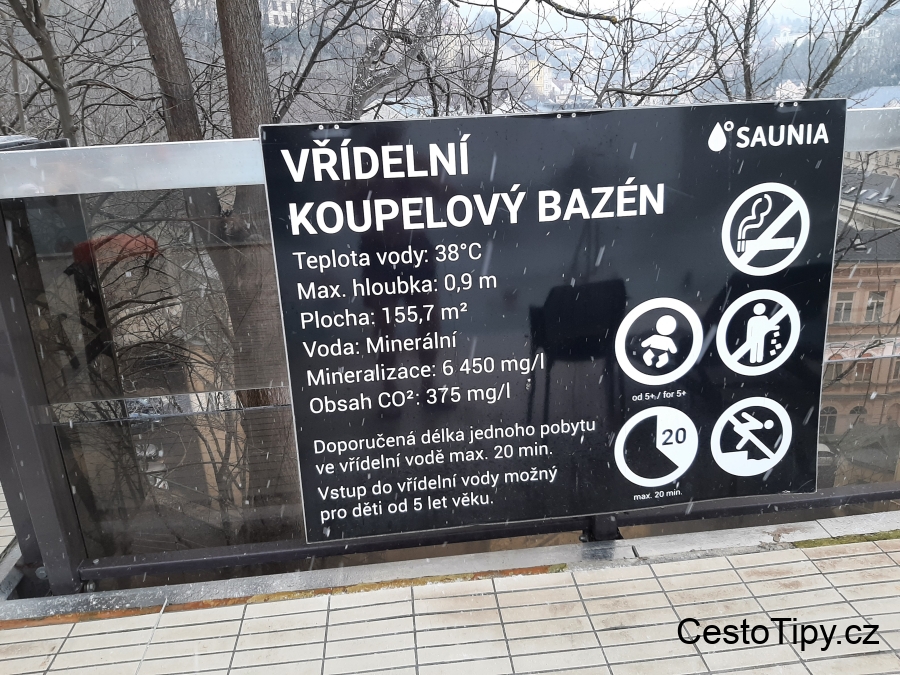 SAUNIA
VŘÍDELNÍ
KOUPELOVÝ BAZÉN
Teplota vody: 38°C
Max. hloubka: 0,9 m
Plocha: 155,7 m²
Voda: Minerální
Mineralizace: 6 450 mg/l
Obsah CO²: 375 mg/l
Doporučená délka jednoho pobytu
ve vřídelní vodě max. 20 min.
Vstup do vřídelní vody možný
pro děti od 5 let věku.
od 5+ / for 5+
20
max. 20 min.
CestoTipy.cz